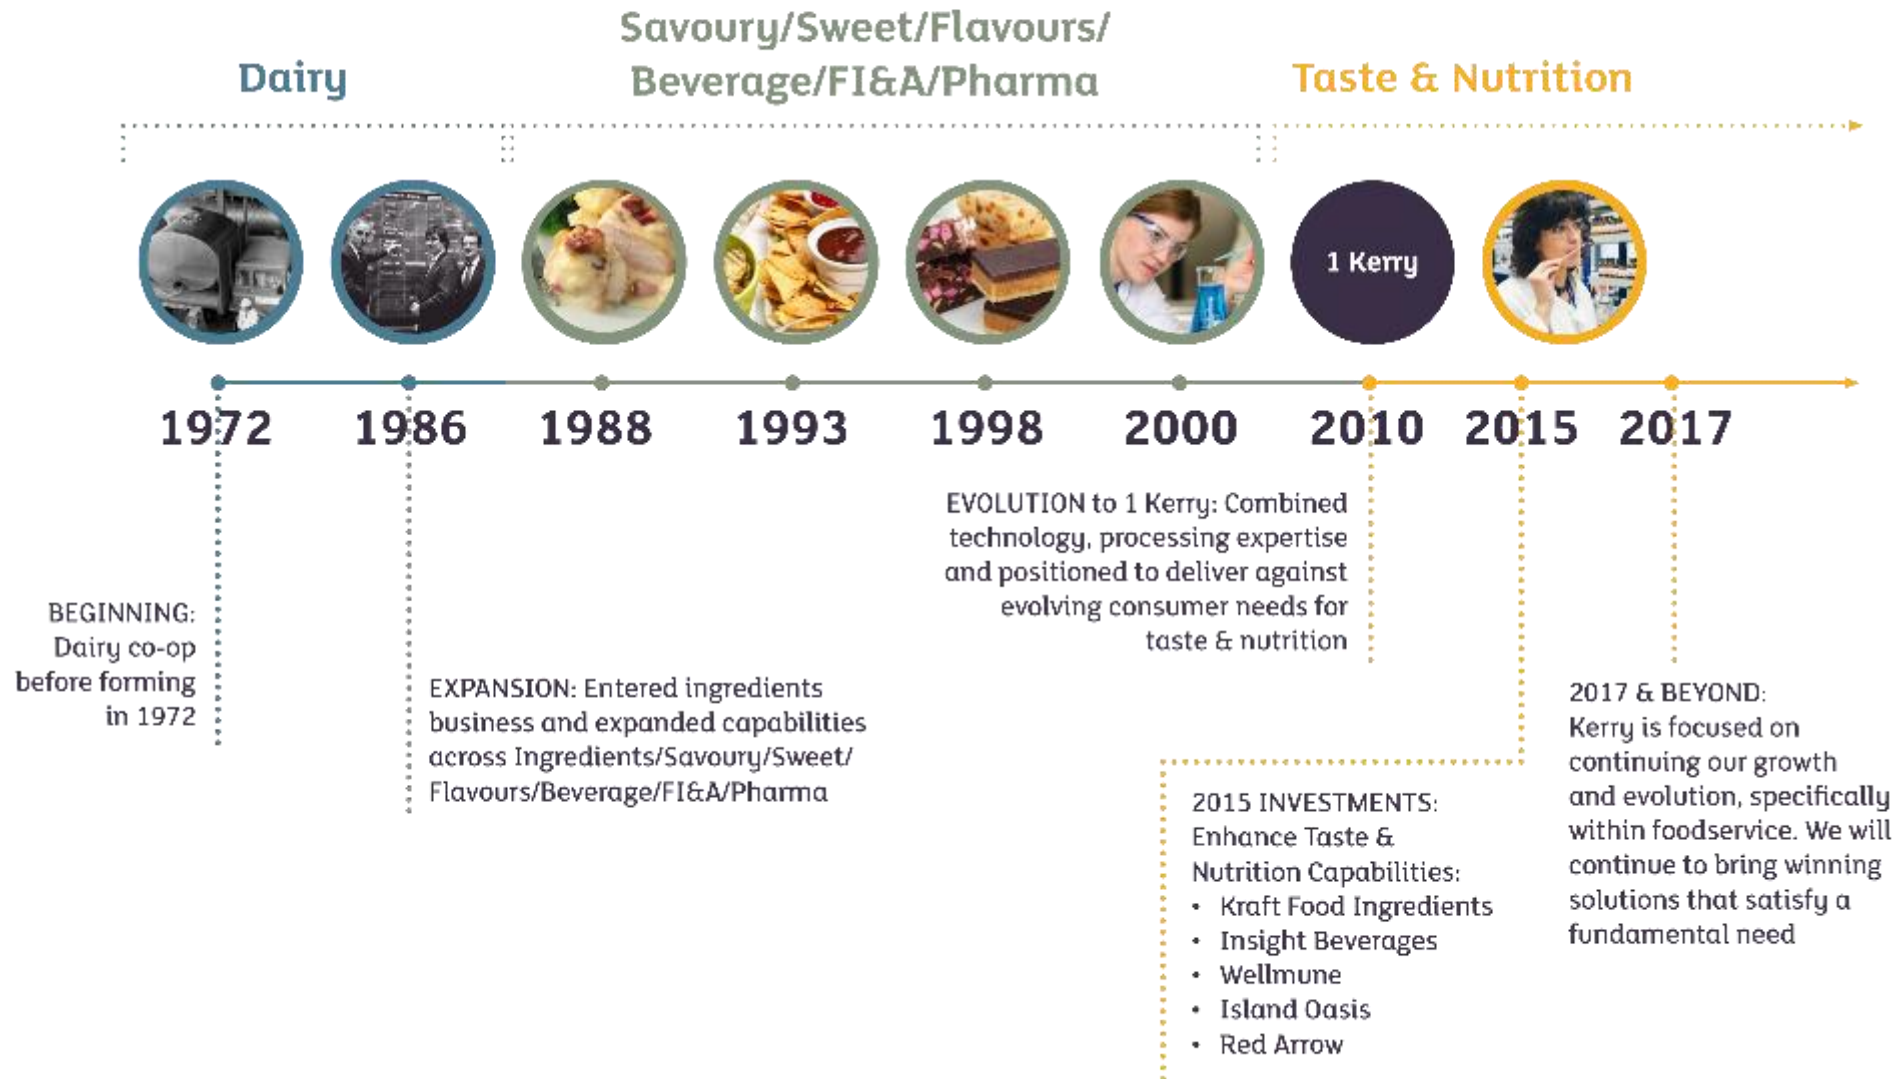 Savoury/Sweet/Flavours/
Beverage/FI&A/Pharma
Dairy
Taste & Nutrition
1 Kerry
1972
1986
1988
1993
1998
2000
2010
2015
2017
BEGINNING:
Dairy co-op
before forming
in 1972
EXPANSION: Entered ingredients
business and expanded capabilities
across Ingredients/Savoury/Sweet/
Flavours/Beverage/FI&A/Pharma
EVOLUTION to 1 Kerry: Combined
technology, processing expertise
and positioned to deliver against
evolving consumer needs for
taste & nutrition
2015 INVESTMENTS:
Enhance Taste &
Nutrition Capabilities:
• Kraft Food Ingredients
• Insight Beverages
• Wellmune
• Island Oasis
• Red Arrow
2017 & BEYOND:
Kerry is focused on
continuing our growth
and evolution, specifically
within foodservice. We will
continue to bring winning
solutions that satisfy a
fundamental need